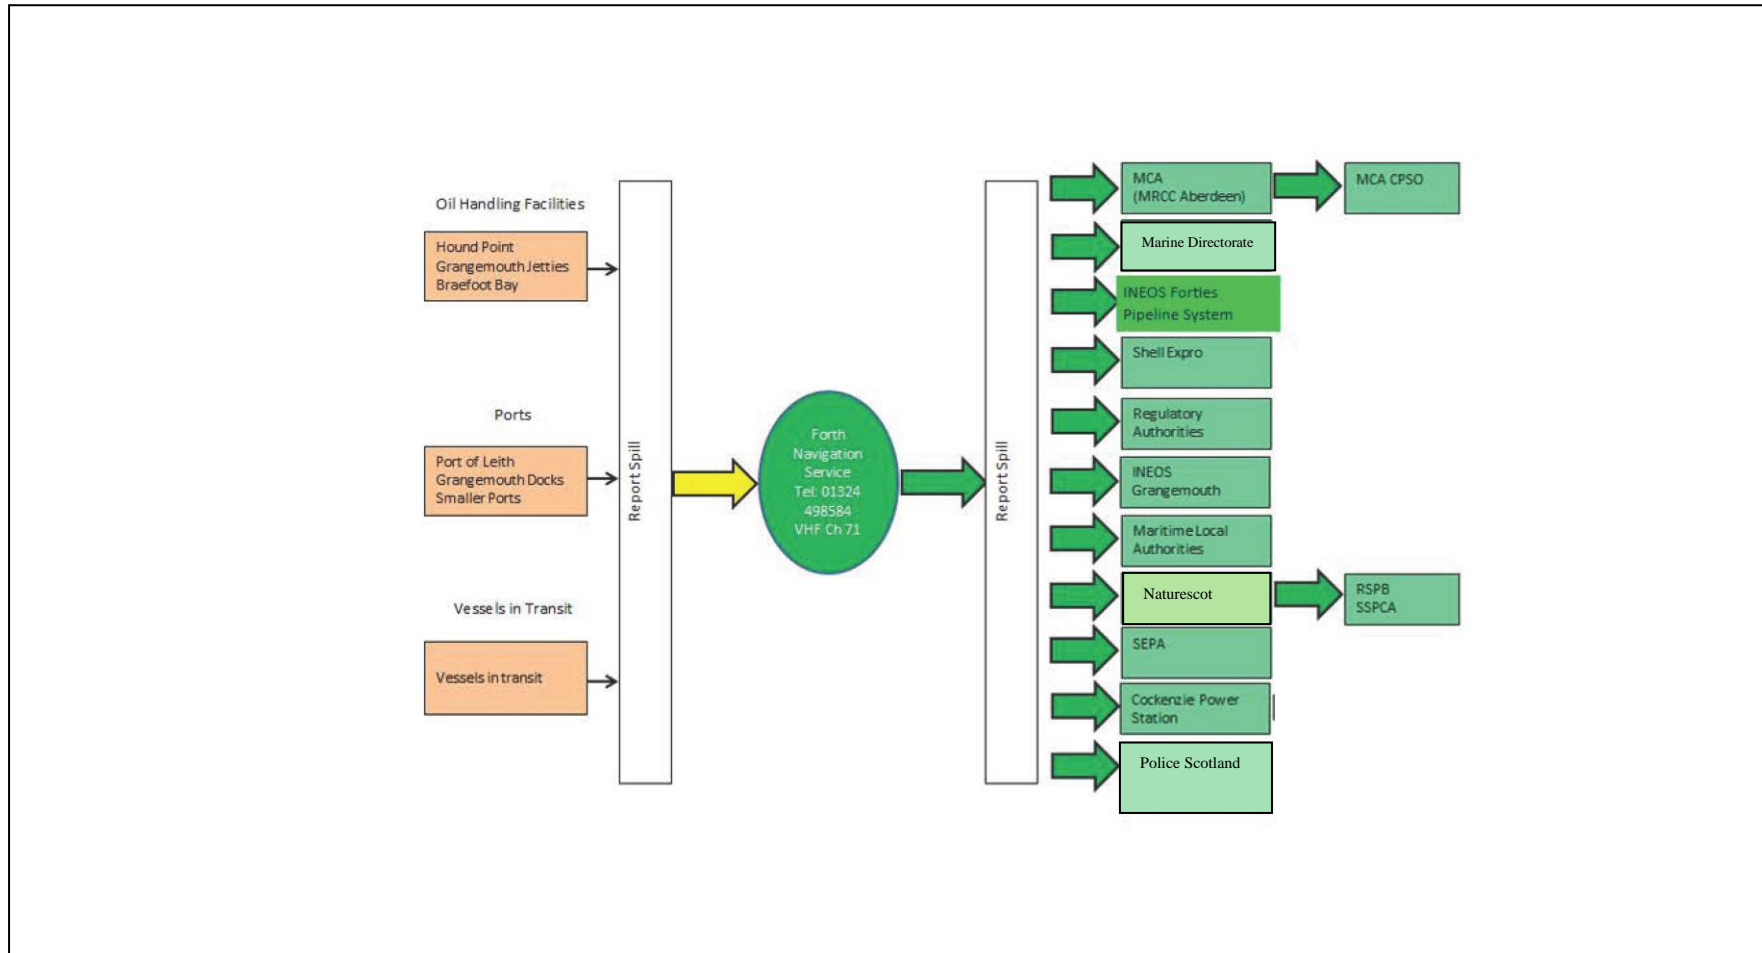 Oil Handling Facilities
Hound Point
Grangemouth Jetties
Braefoot Bay
Ports
Port of Leith
Grangemouth Docks
Smaller Ports
Vessels in Transit
Vessels in transit
Report Spill
Forth
Navigation
Service
Tel: 01324
498584
VHF Ch 71
Report Spill
MCA
(MRCC Aberdeen)
MCA CPSO
Marine Directorate
INEOS Forties
Pipeline System
Shell Expro
Regulatory
Authorities
INEOS
Grangemouth
Maritime Local
Authorities
Naturescot
RSPB
SSPCA
SEPA
Cockenzie Power
Station
Police Scotland